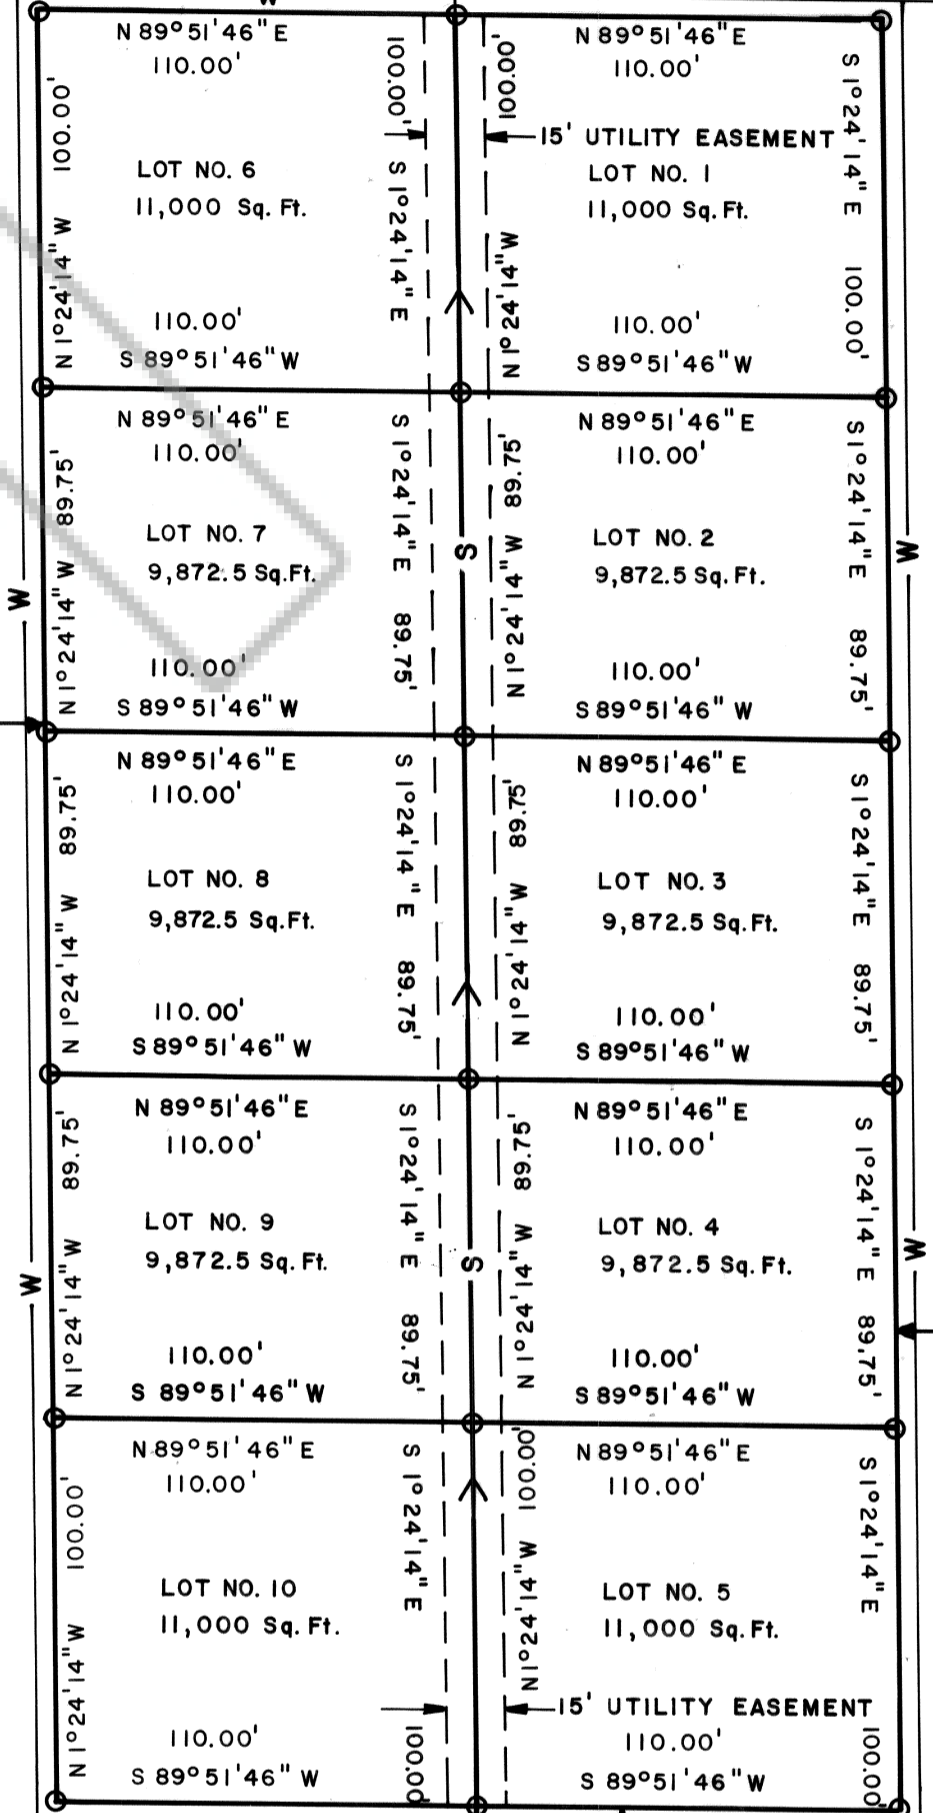 W
N 89°51'46" E
110.00'
100.00'
N 1°24'14" W
LOT NO. 6
11,000 Sq. Ft.
100.00'
S 1°24'14" E
110.00'
S 89°51'46" W
N 89°51'46" E
110.00'
100.00'
15' UTILITY EASEMENT
LOT NO. 1
11,000 Sq. Ft.
N 1°24'14" W
S 1°24'14" E
100.00'
110.00'
S 89°51'46" W
N 89°51'46" E
110.00'
89.75'
N 1°24'14" W
LOT NO. 7
9,872.5 Sq. Ft.
S 1°24'14" E
89.75'
110.00'
S 89°51'46" W
W
S
N 89°51'46" E
110.00'
89.75'
N 1°24'14" W
LOT NO. 2
9,872.5 Sq. Ft.
S 1°24'14" E
89.75'
110.00'
S 89°51'46" W
W
N 89°51'46" E
110.00'
89.75'
N 1°24'14" W
LOT NO. 8
9,872.5 Sq. Ft.
S 1°24'14" E
89.75'
110.00'
S 89°51'46" W
N 89°51'46" E
110.00'
89.75'
N 1°24'14" W
LOT NO. 3
9,872.5 Sq. Ft.
S 1°24'14" E
89.75'
110.00'
S 89°51'46" W
N 89°51'46" E
110.00'
89.75'
N 1°24'14" W
LOT NO. 9
9,872.5 Sq. Ft.
S 1°24'14" E
89.75'
110.00'
S 89°51'46" W
W
S
N 89°51'46" E
110.00'
89.75'
N 1°24'14" W
LOT NO. 4
9,872.5 Sq. Ft.
S 1°24'14" E
89.75'
110.00'
S 89°51'46" W
W
N 89°51'46" E
110.00'
100.00'
N 1°24'14" W
LOT NO. 10
11,000 Sq. Ft.
S 1°24'14" E
100.00'
110.00'
S 89°51'46" W
N 89°51'46" E
110.00'
100.00'
N 1°24'14" W
LOT NO. 5
11,000 Sq. Ft.
S 1°24'14" E
15' UTILITY EASEMENT
110.00'
100.00'
S 89°51'46" W